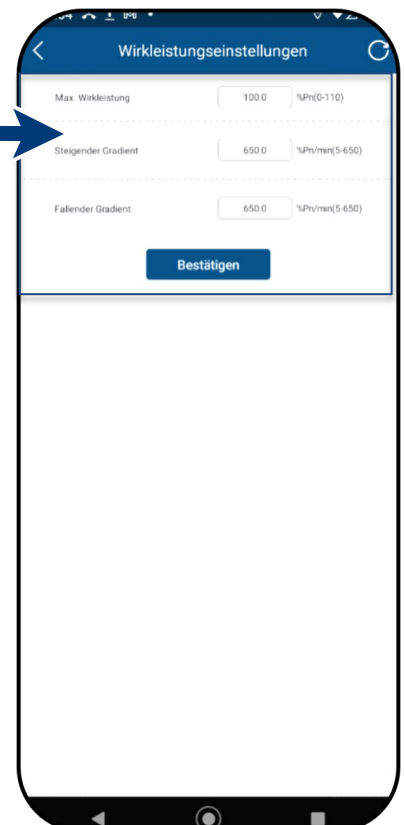 Wirkleistungseinstellungen
Max. Wirkleistung 100.0 %Pn(0-110)
Steigender Gradient 650.0 %Pn/min(5-650)
Fallender Gradient 650.0 %Pn/min(5-650)
Bestätigen